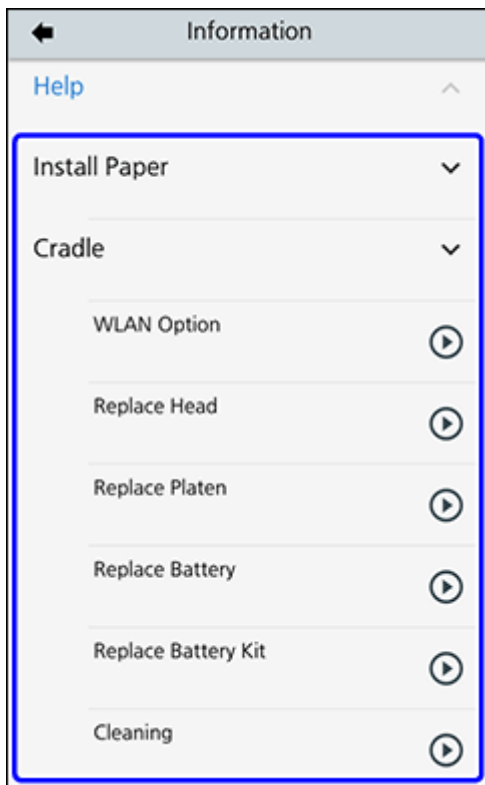 Information
Help
Install Paper
Cradle
WLAN Option
Replace Head
Replace Platen
Replace Battery
Replace Battery Kit
Cleaning